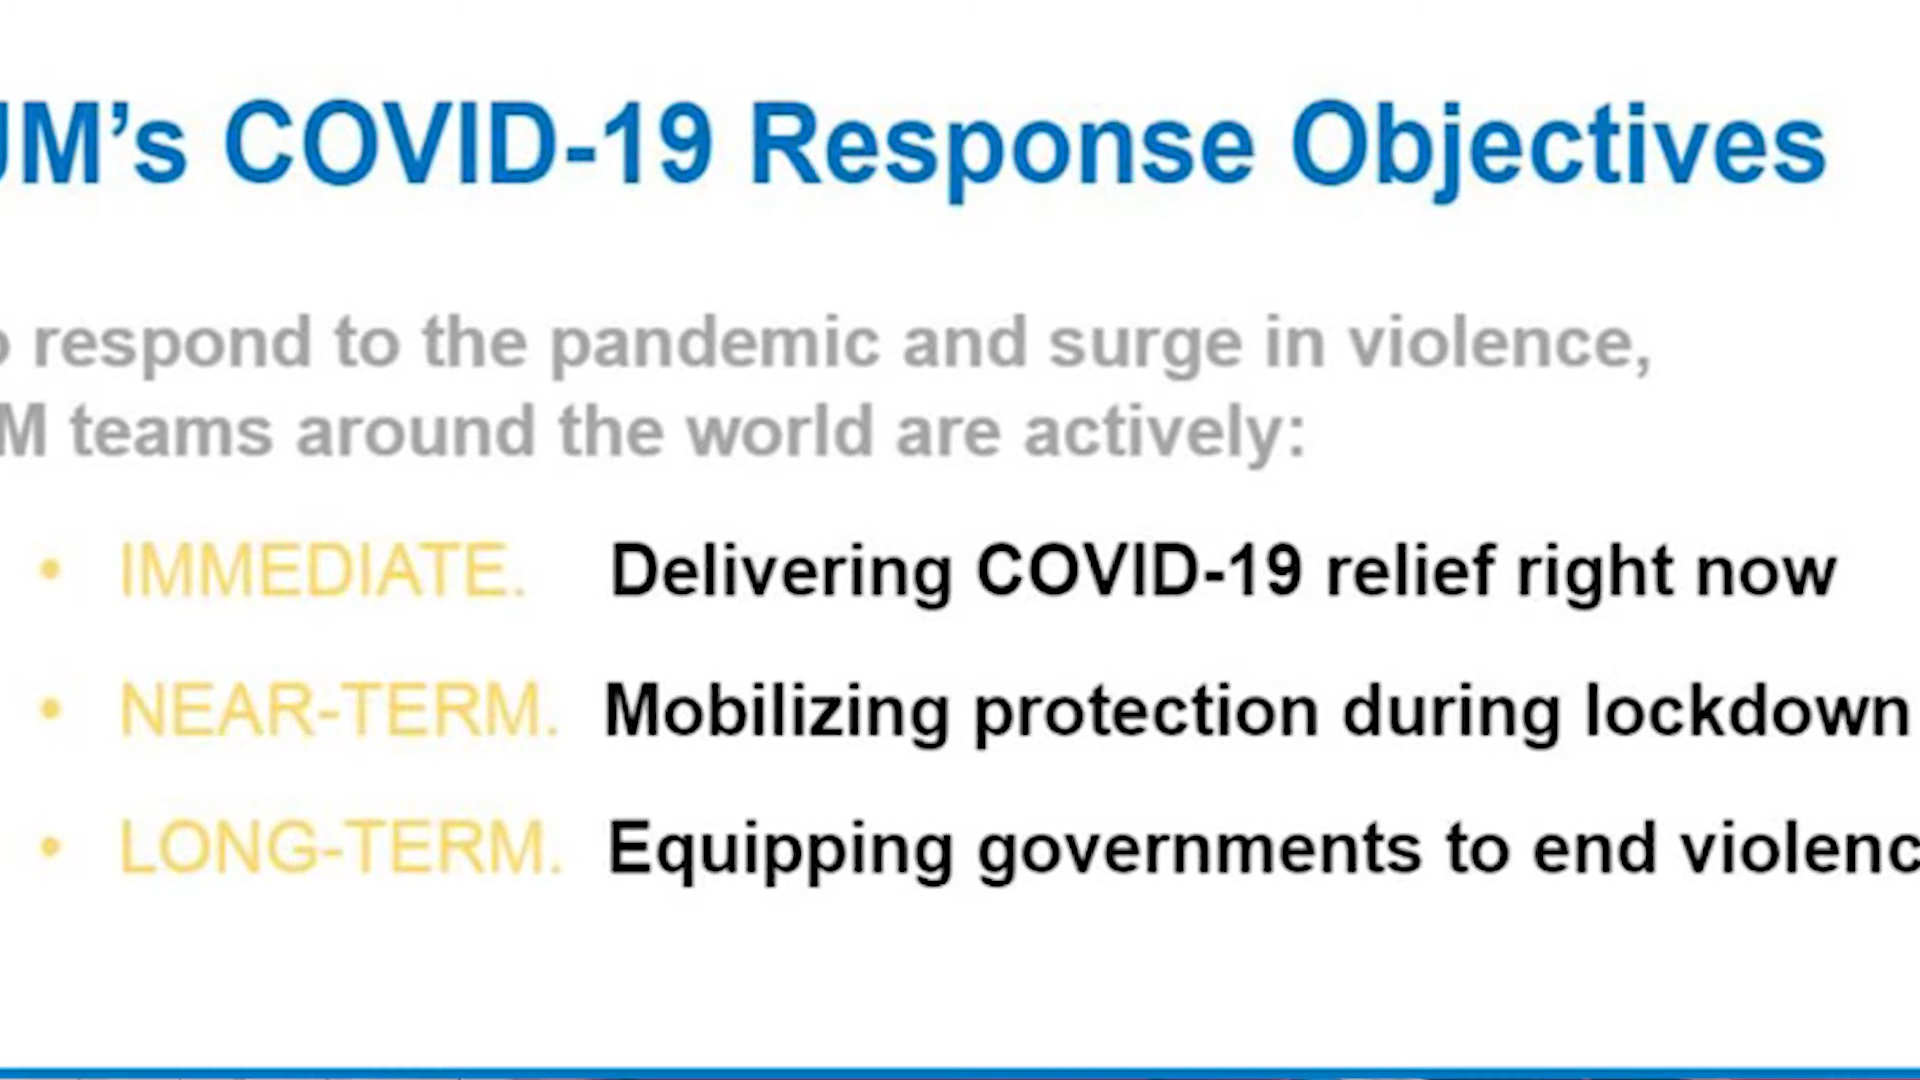 JM’s COVID-19 Response Objectives
respond to the pandemic and surge in violence,
M teams around the world are actively:
• IMMEDIATE. Delivering COVID-19 relief right now
• NEAR-TERM. Mobilizing protection during lockdown
• LONG-TERM. Equipping governments to end violenc